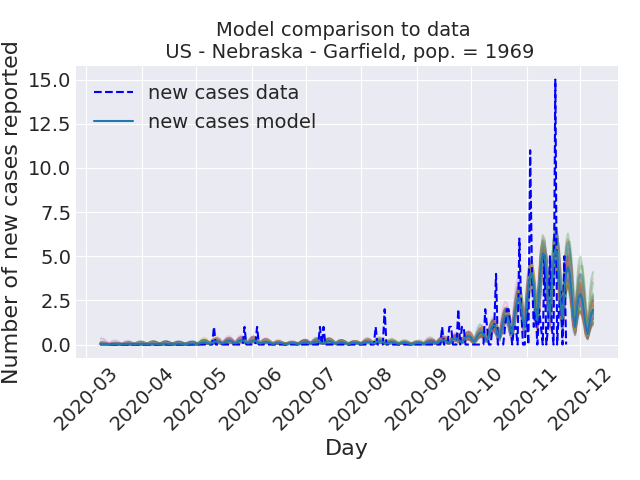 Model comparison to data
US - Nebraska - Garfield, pop. = 1969
Number of new cases reported
15.0
12.5
10.0
7.5
5.0
2.5
0.0
new cases data
new cases model
2020-03
2020-04
2020-05
2020-06
2020-07
2020-08
2020-09
2020-10
2020-11
2020-12
Day